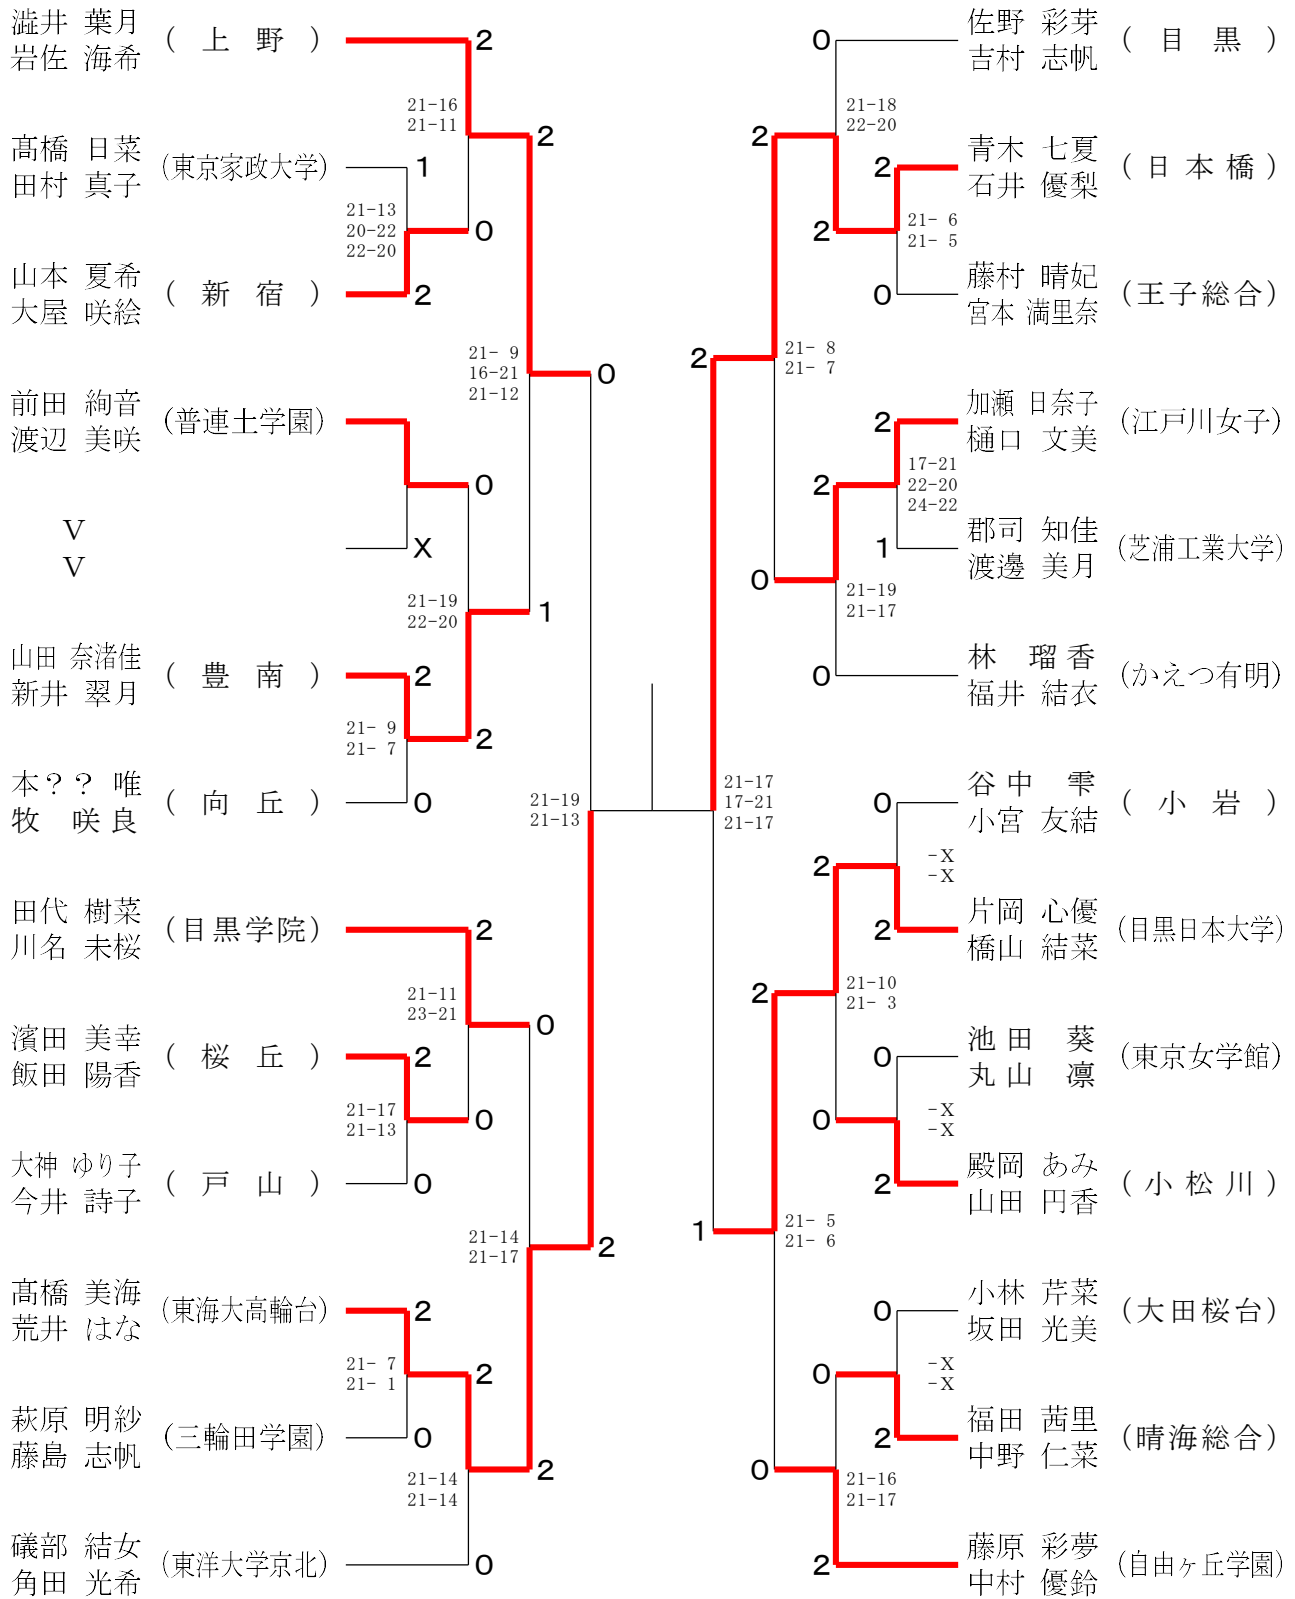 澁井 葉月
岩佐 海希
( 上 野 )
2
21-16
21-11
2
髙橋 日菜
田村 真子
(東京家政大学)
1
21-13
20-22
22-20
0
山本 夏希
大屋 咲絵
( 新 宿 )
2
21- 9
16-21
21-12
0
前田 絢音
渡辺 美咲
(普連土学園)
0
V
V
X
21-19
22-20
1
山田 奈渚佳
新井 翠月
( 豊 南 )
2
21- 9
21- 7
2
本?? 唯
牧 咲良
( 向 丘 )
0
21-19
21-13
田代 樹菜
川名 未桜
(目黒学院)
2
21-11
23-21
0
濱田 美幸
飯田 陽香
( 桜 丘 )
2
21-17
21-13
0
大神 ゆり子
今井 詩子
( 戸 山 )
0
21-14
21-17
2
髙橋 美海
荒井 はな
(東海大高輪台)
2
21- 7
21- 1
2
萩原 明紗
藤島 志帆
(三輪田学園)
0
21-14
21-14
2
礒部 結女
角田 光希
(東洋大学京北)
0
0
佐野 彩芽
吉村 志帆
( 目 黒 )
21-18
22-20
2
2
青木 七夏
石井 優梨
( 日 本 橋 )
2
21- 6
21- 5
0
藤村 晴妃
宮本 満里奈
(王子総合)
2
21- 8
21- 7
2
加瀬 日奈子
樋口 文美
(江戸川女子)
2
17-21
22-20
24-22
1
郡司 知佳
渡邊 美月
(芝浦工業大学)
0
21-19
21-17
0
林 瑠香
福井 結衣
(かえつ有明)
21-17
17-21
21-17
0
谷中 雫
小宮 友結
( 小 岩 )
2
-X
-X
2
片岡 心優
橋山 結菜
(目黒日本大学)
2
21-10
21- 3
0
池田 葵
丸山 凛
(東京女学館)
0
-X
-X
2
殿岡 あみ
山田 円香
( 小 松 川 )
1
21- 5
21- 6
0
小林 芹菜
坂田 光美
(大田桜台)
0
-X
-X
2
福田 茜里
中野 仁菜
(晴海総合)
0
21-16
21-17
2
藤原 彩夢
中村 優鈴
(自由ヶ丘学園)